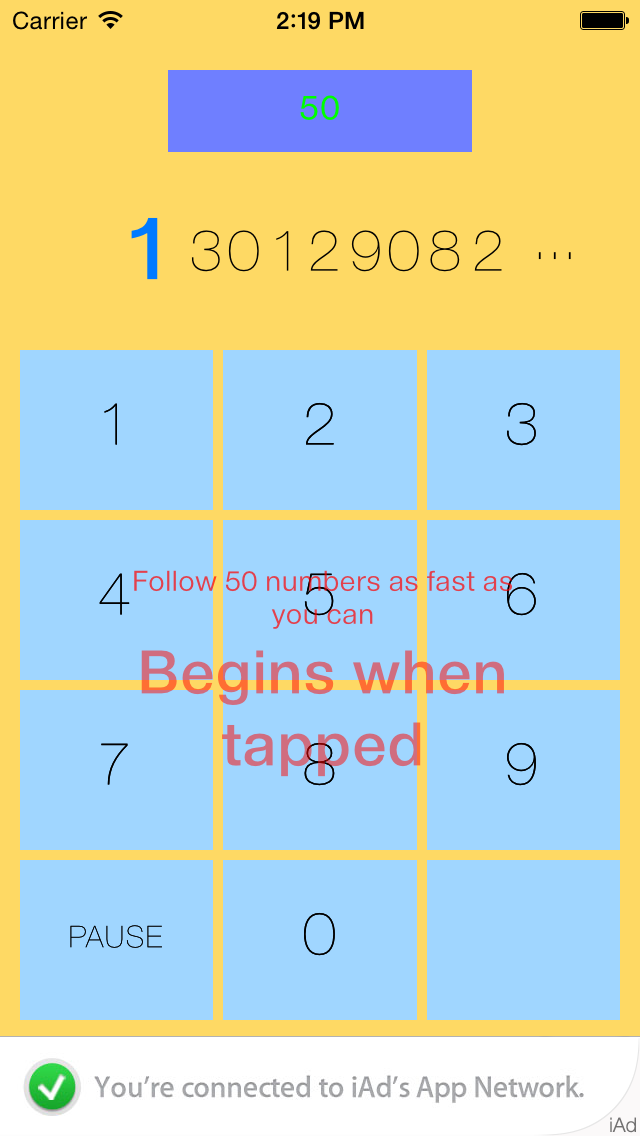 Carrier 2:19 PM
50
1 30129082 ...
1 2 3
4 5 6
Follow 50 numbers as fast as
you can
Begins when
tapped
7 8 9
PAUSE 0
You're connected to iAd's App Network.
iAd